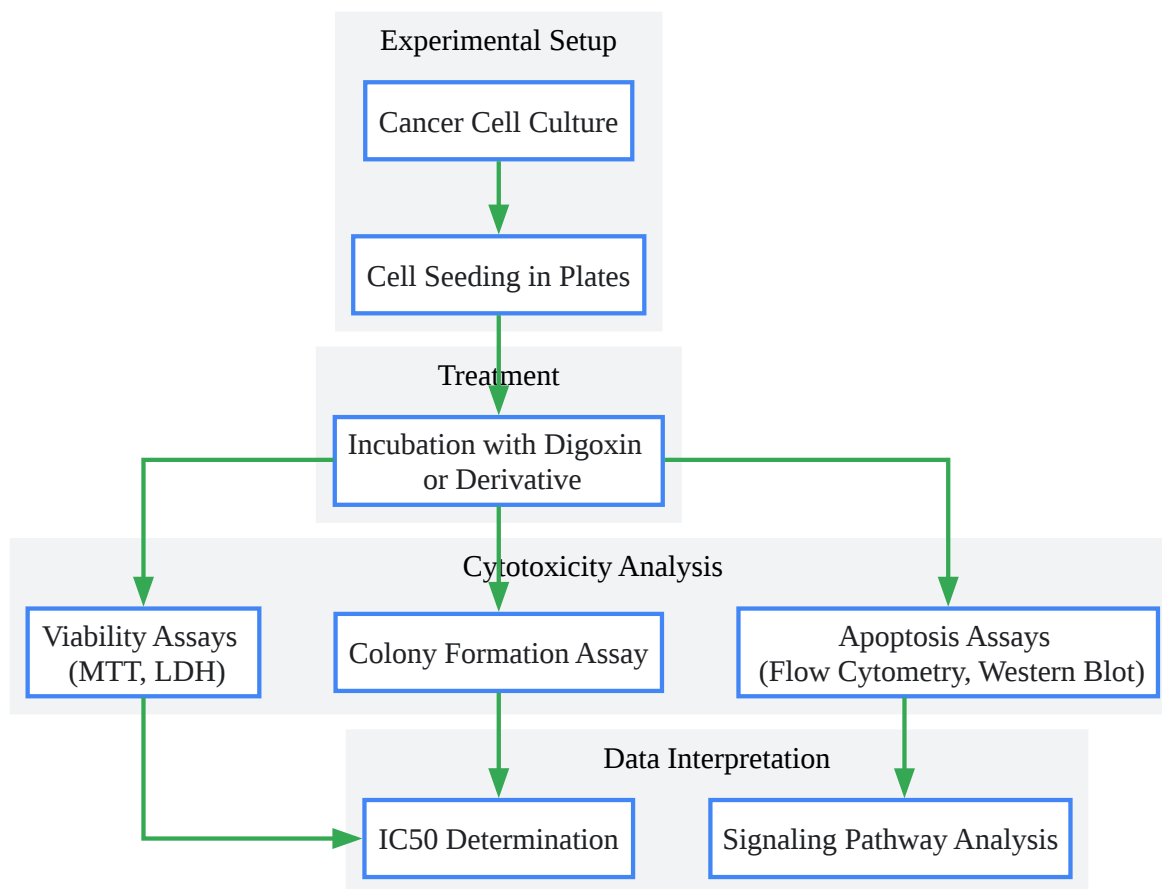 Experimental Setup
Cancer Cell Culture
Cell Seeding in Plates
Treatment
Incubation with Digoxin
or Derivative
Cytotoxicity Analysis
Viability Assays
(MTT, LDH)
Colony Formation Assay
Apoptosis Assays
(Flow Cytometry, Western Blot)
Data Interpretation
IC50 Determination
Signaling Pathway Analysis